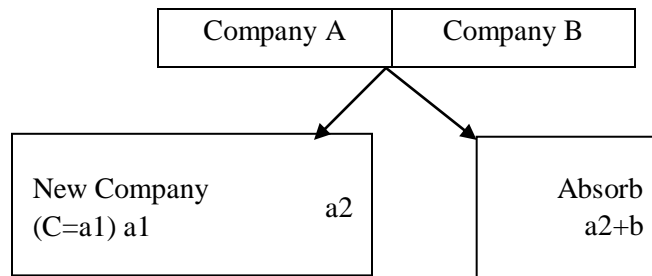 Company A Company B
New Company
(C=a1) a1 a2
Absorb
a2+b